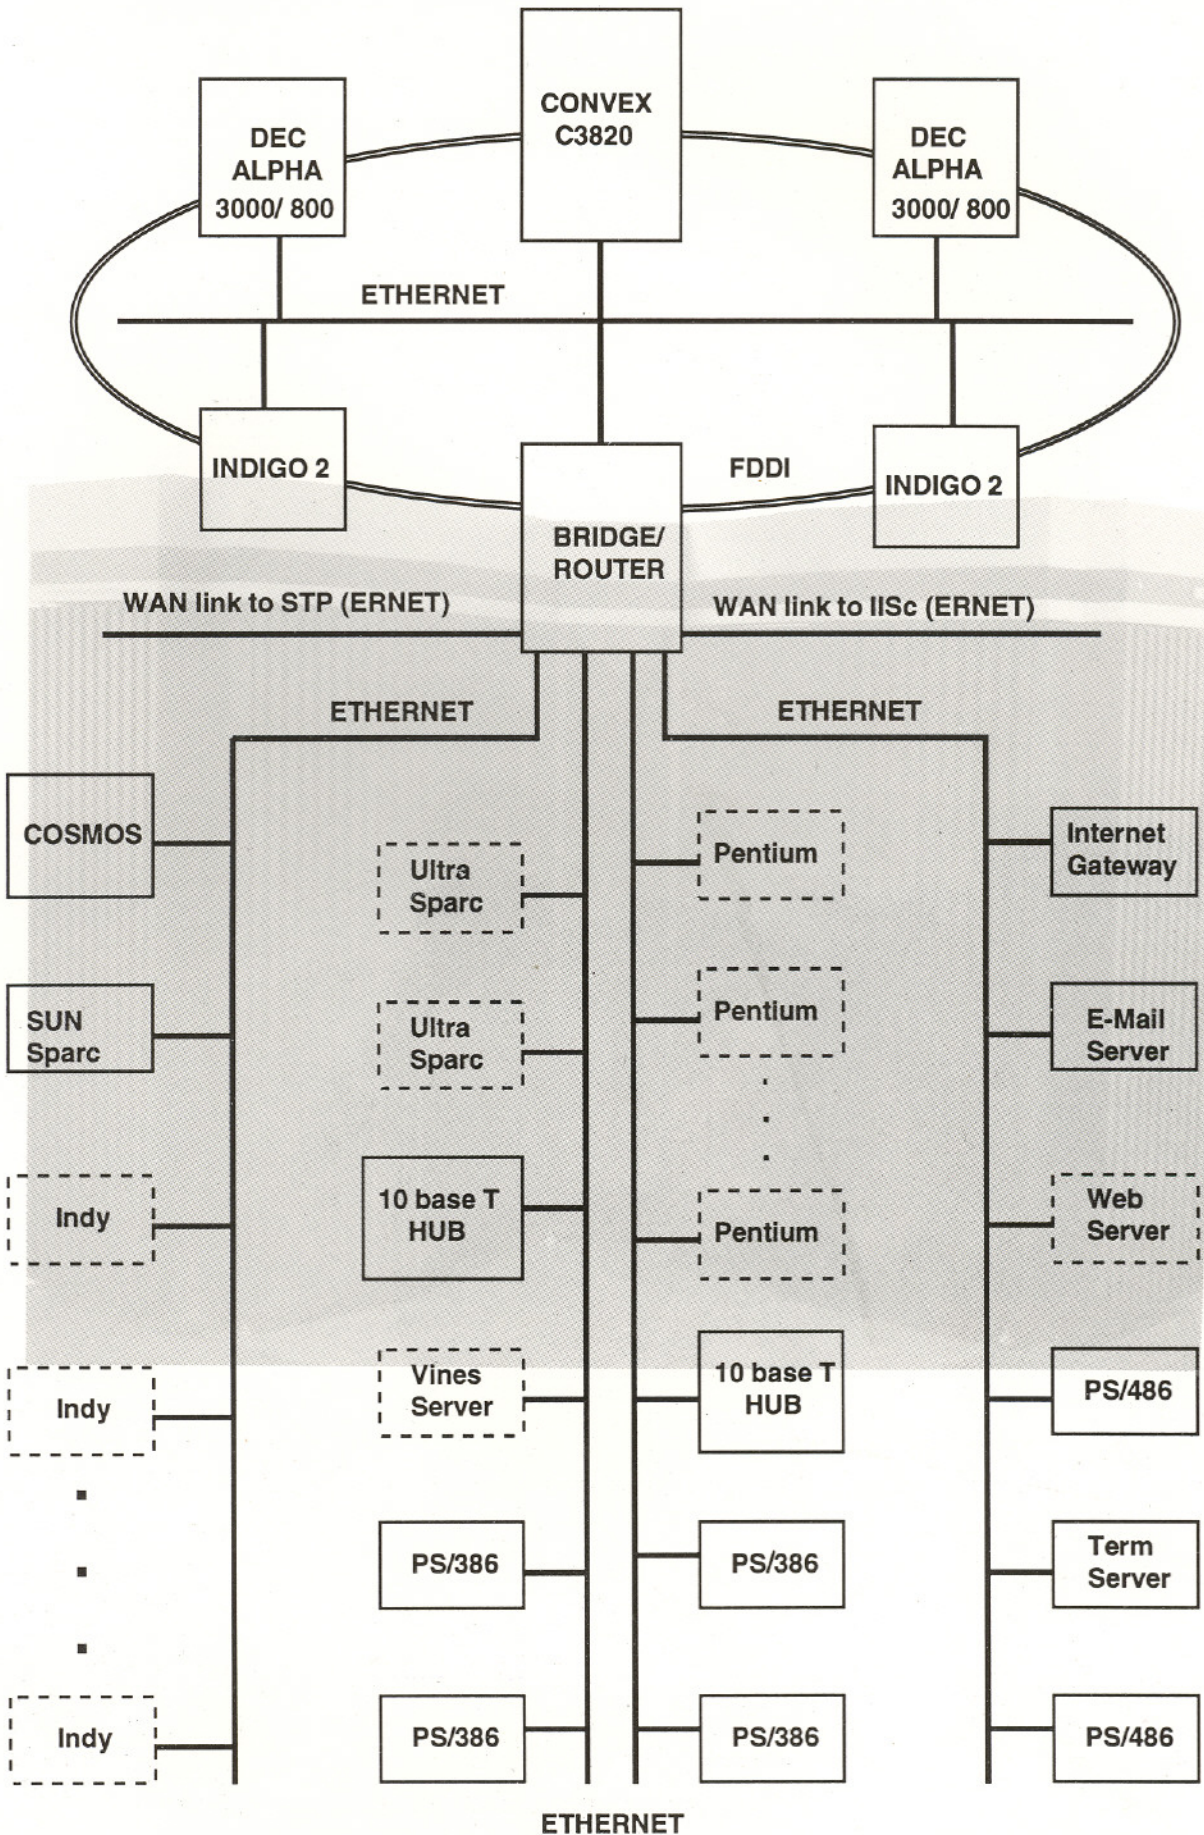 CONVEX
C3820
DEC
ALPHA
3000/ 800
DEC
ALPHA
3000/ 800
ETHERNET
INDIGO 2
FDDI
INDIGO 2
BRIDGE/
ROUTER
WAN link to STP (ERNET)
WAN link to IISc (ERNET)
ETHERNET
ETHERNET
COSMOS
SUN
Sparc
Indy
Indy
Indy
Ultra
Sparc
Ultra
Sparc
10 base T
HUB
Vines
Server
PS/386
PS/386
Pentium
Pentium
Pentium
10 base T
HUB
PS/386
PS/386
Internet
Gateway
E-Mail
Server
Web
Server
PS/486
Term
Server
PS/486
ETHERNET